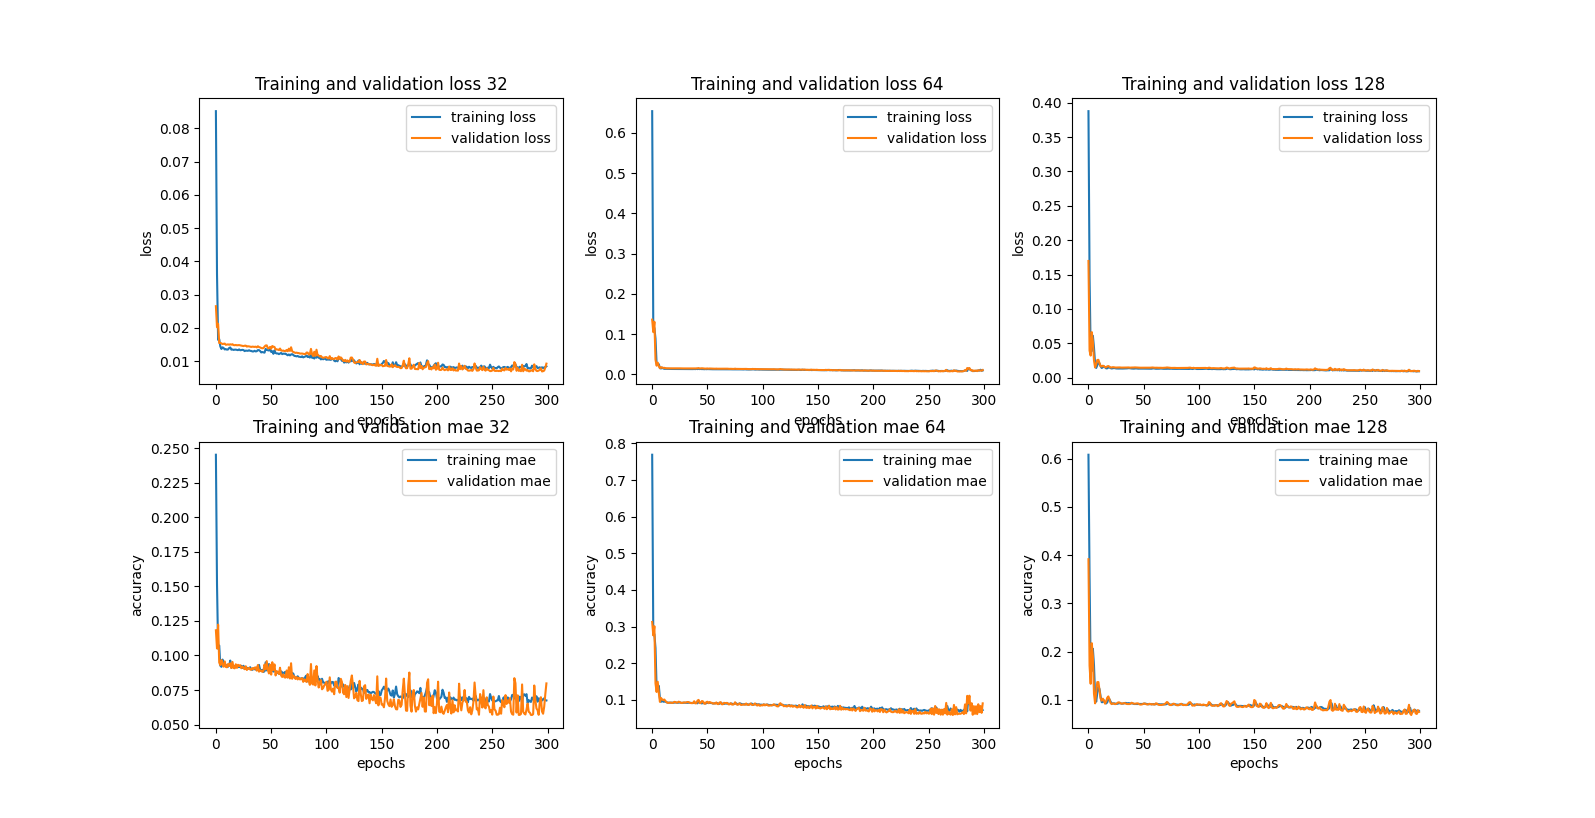 Training and validation loss 32
training loss
validation loss
0.08
0.07
0.06
0.05
0.04
0.03
0.02
0.01
loss
0 50 100 150 200 250 300
epochs
Training and validation loss 64
training loss
validation loss
0.6
0.5
0.4
0.3
0.2
0.1
0.0
loss
0 50 100 150 200 250 300
epochs
Training and validation loss 128
training loss
validation loss
0.40
0.35
0.30
0.25
0.20
0.15
0.10
0.05
0.00
loss
0 50 100 150 200 250 300
epochs
Training and validation mae 32
training mae
validation mae
0.250
0.225
0.200
0.175
0.150
0.125
0.100
0.075
0.050
accuracy
0 50 100 150 200 250 300
epochs
Training and validation mae 64
training mae
validation mae
0.8
0.7
0.6
0.5
0.4
0.3
0.2
0.1
accuracy
0 50 100 150 200 250 300
epochs
Training and validation mae 128
training mae
validation mae
0.6
0.5
0.4
0.3
0.2
0.1
accuracy
0 50 100 150 200 250 300
epochs